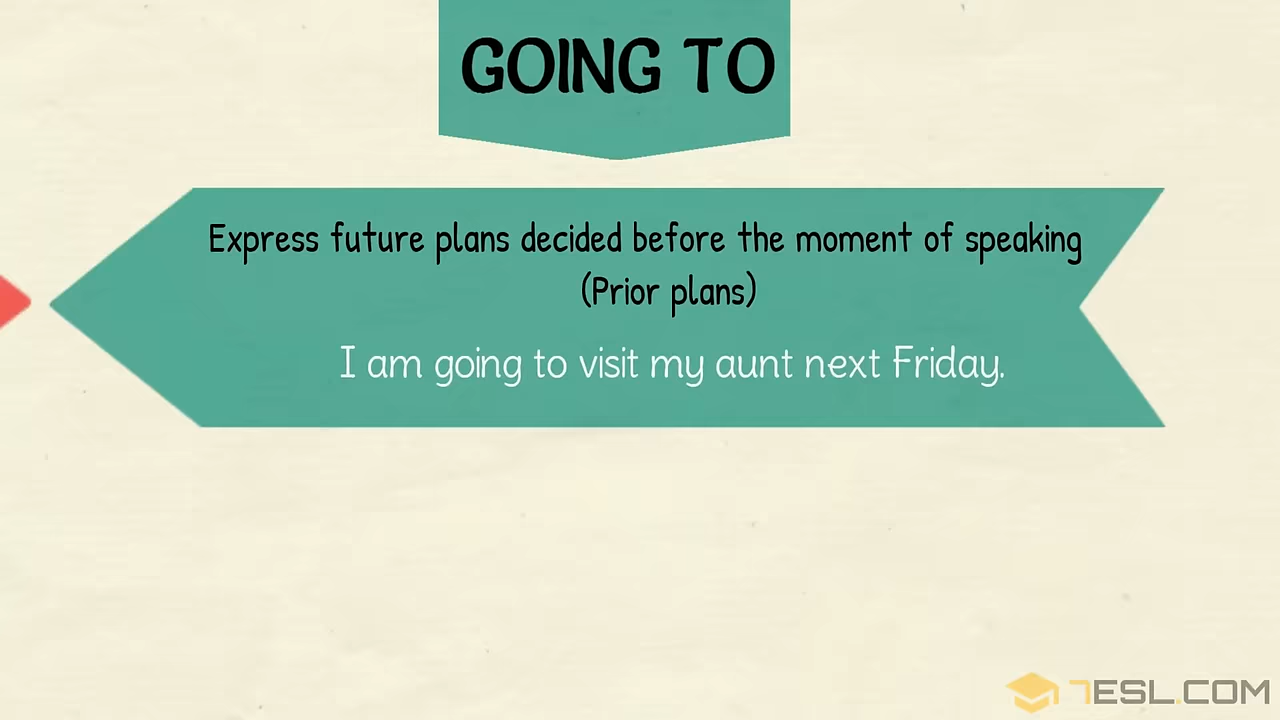 GOING TO
Express future plans decided before the moment of speaking
(Prior plans)
I am going to visit my aunt next Friday.
7ESL.COM